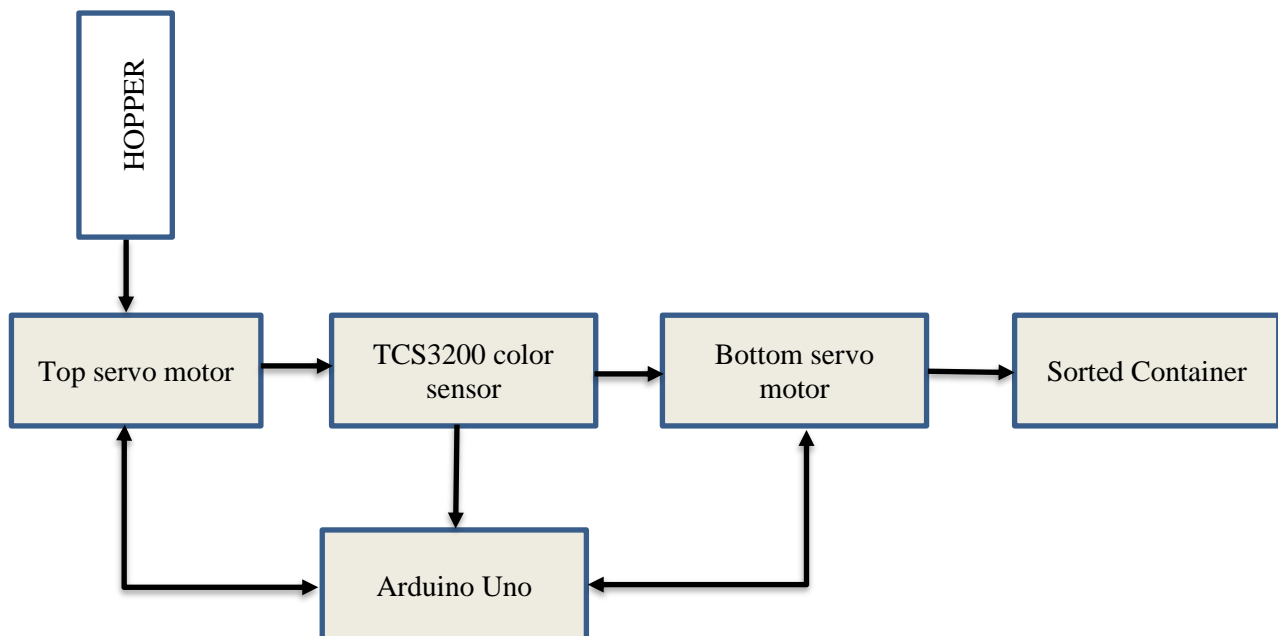 HOPPER
Top servo motor
TCS3200 color
sensor
Bottom servo
motor
Sorted Container
Arduino Uno